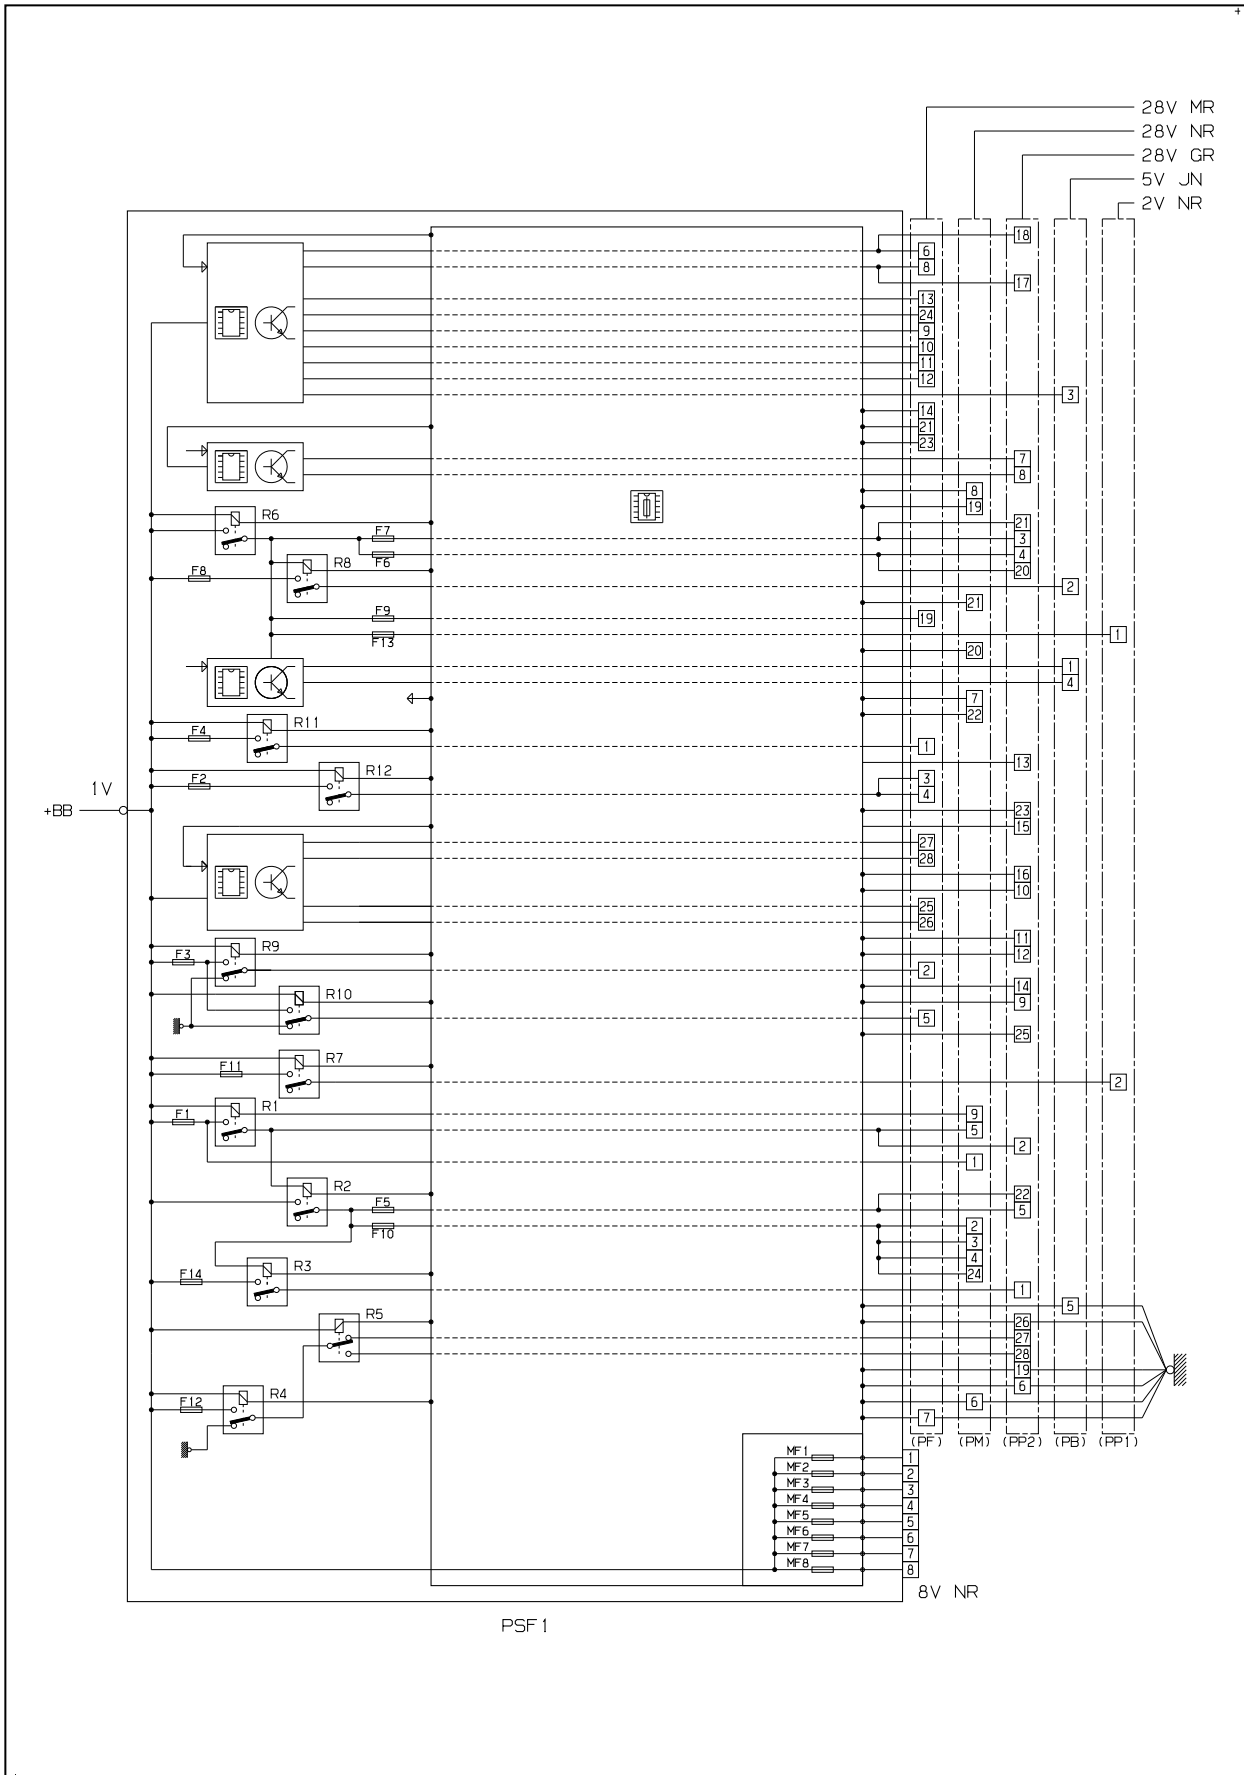 28V MR
28V NR
28V GR
5V JN
2V NR
18
6
8
17
13
24
9
10
11
12
3
14
21
23
7
8
8
19
R6
21
F7
3
4
F6
R8
20
F8
2
21
F9
19
F13
1
20
1
4
7
22
R11
F4
1
13
R12
F2
3
4
1V
+BB
23
15
27
28
16
10
25
26
11
R9
F3
12
2
14
R10
9
5
25
R7
F11
2
R1
F1
9
5
2
1
R2
22
F5
5
F10
2
3
4
24
R3
F14
1
5
R5
26
27
28
19
6
R4
F12
6
7
(PF) (PM) (PP2) (PB) (PP1)
MF1 1
MF2 2
MF3 3
MF4 4
MF5 5
MF6 6
MF7 7
MF8 8
8V NR
PSF1